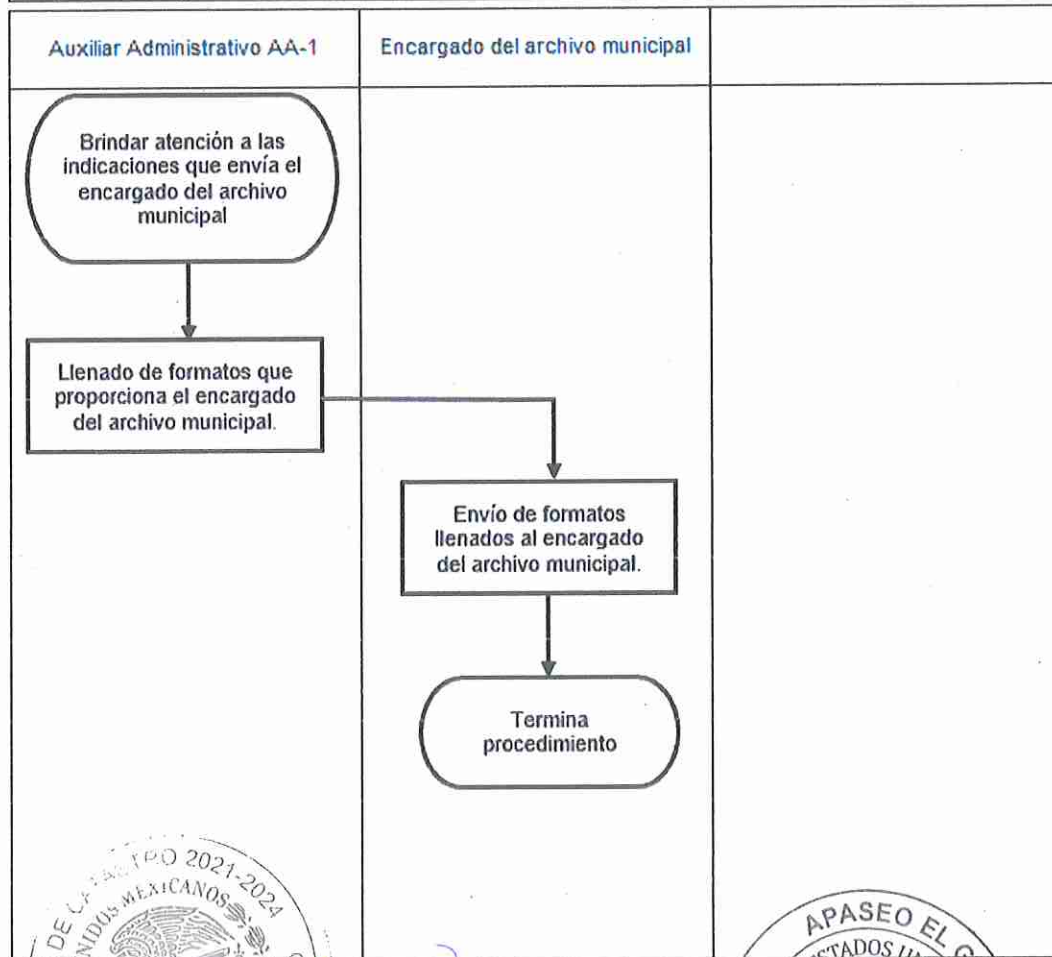 Auxiliar Administrativo AA-1
Encargado del archivo municipal
Brindar atención a las
indicaciones que envía el
encargado del archivo
municipal
Llenado de formatos que
proporciona el encargado
del archivo municipal.
Envío de formatos
llenados al encargado
del archivo municipal.
Termina
procedimiento
DE CATASTRO 2021-2024
MEXICANOS
APASEO EL
ESTADOS